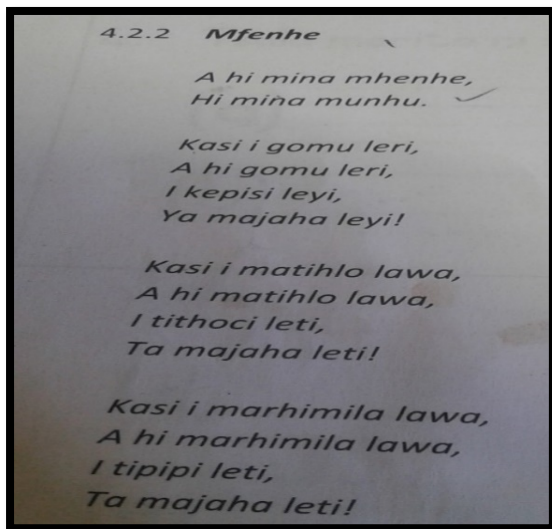 4.2.2 Mfenhe
A hi mina mhenhe,
Hi mina munhu.
Kasi i gomu leri,
A hi gomu leri,
I kepisi leyi,
Ya majaha leyi!
Kasi i matihlo lawa,
A hi matihlo lawa,
I tithoci leti,
Ta majaha leti!
Kasi i marhimila lawa,
A hi marhimila lawa,
I tipipi leti,
Ta majaha leti!